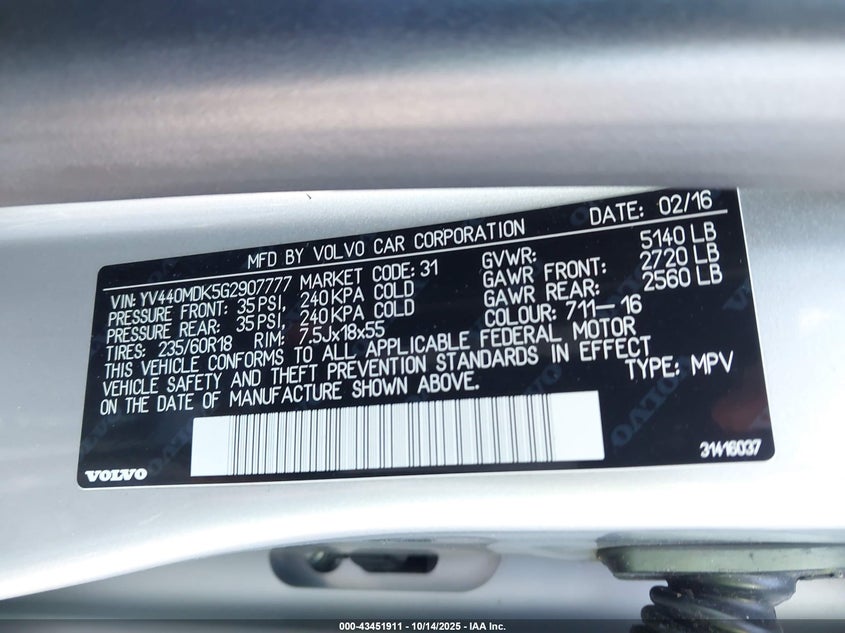 MFD BY VOLVO CAR CORPORATION DATE: 02/16
VIN: YV440MDK5G2907777 MARKET CODE: 31 GVWR: 5140 LB
PRESSURE FRONT: 35 PSI, 240 KPA COLD GAWR FRONT: 2720 LB
PRESSURE REAR: 35 PSI, 240 KPA COLD GAWR REAR: 2560 LB
TIRES: 235/60R18 RIM: 7.5Jx18x55 COLOUR: 711-16
THIS VEHICLE CONFORMS TO ALL APPLICABLE FEDERAL MOTOR
VEHICLE SAFETY AND THEFT PREVENTION STANDARDS IN EFFECT
ON THE DATE OF MANUFACTURE SHOWN ABOVE. TYPE: MPV
VOLVO 31416037
000-43451911 - 10/14/2025 - IAA Inc.